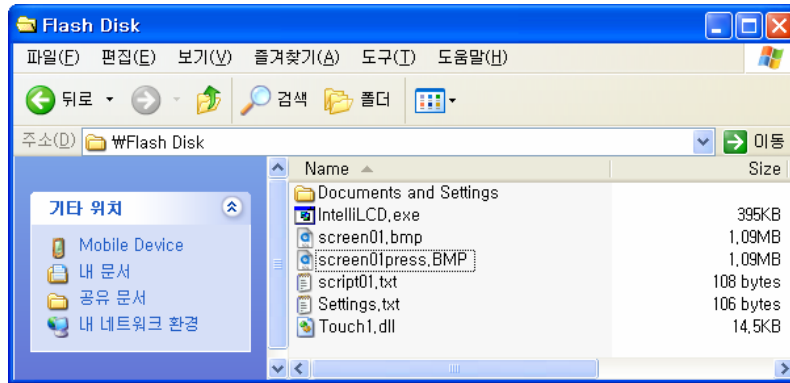 Flash Disk
파일(F) 편집(E) 보기(V) 즐겨찾기(A) 도구(T) 도움말(H)
뒤로 검색 폴더
주소(D) ₩Flash Disk 이동
Name Size
Documents and Settings
IntelliLCD.exe 395KB
screen01.bmp 1,09MB
screen01press.BMP 1,09MB
script01.txt 108 bytes
Settings.txt 106 bytes
Touch1.dll 14,5KB
기타 위치
Mobile Device
내 문서
공유 문서
내 네트워크 환경